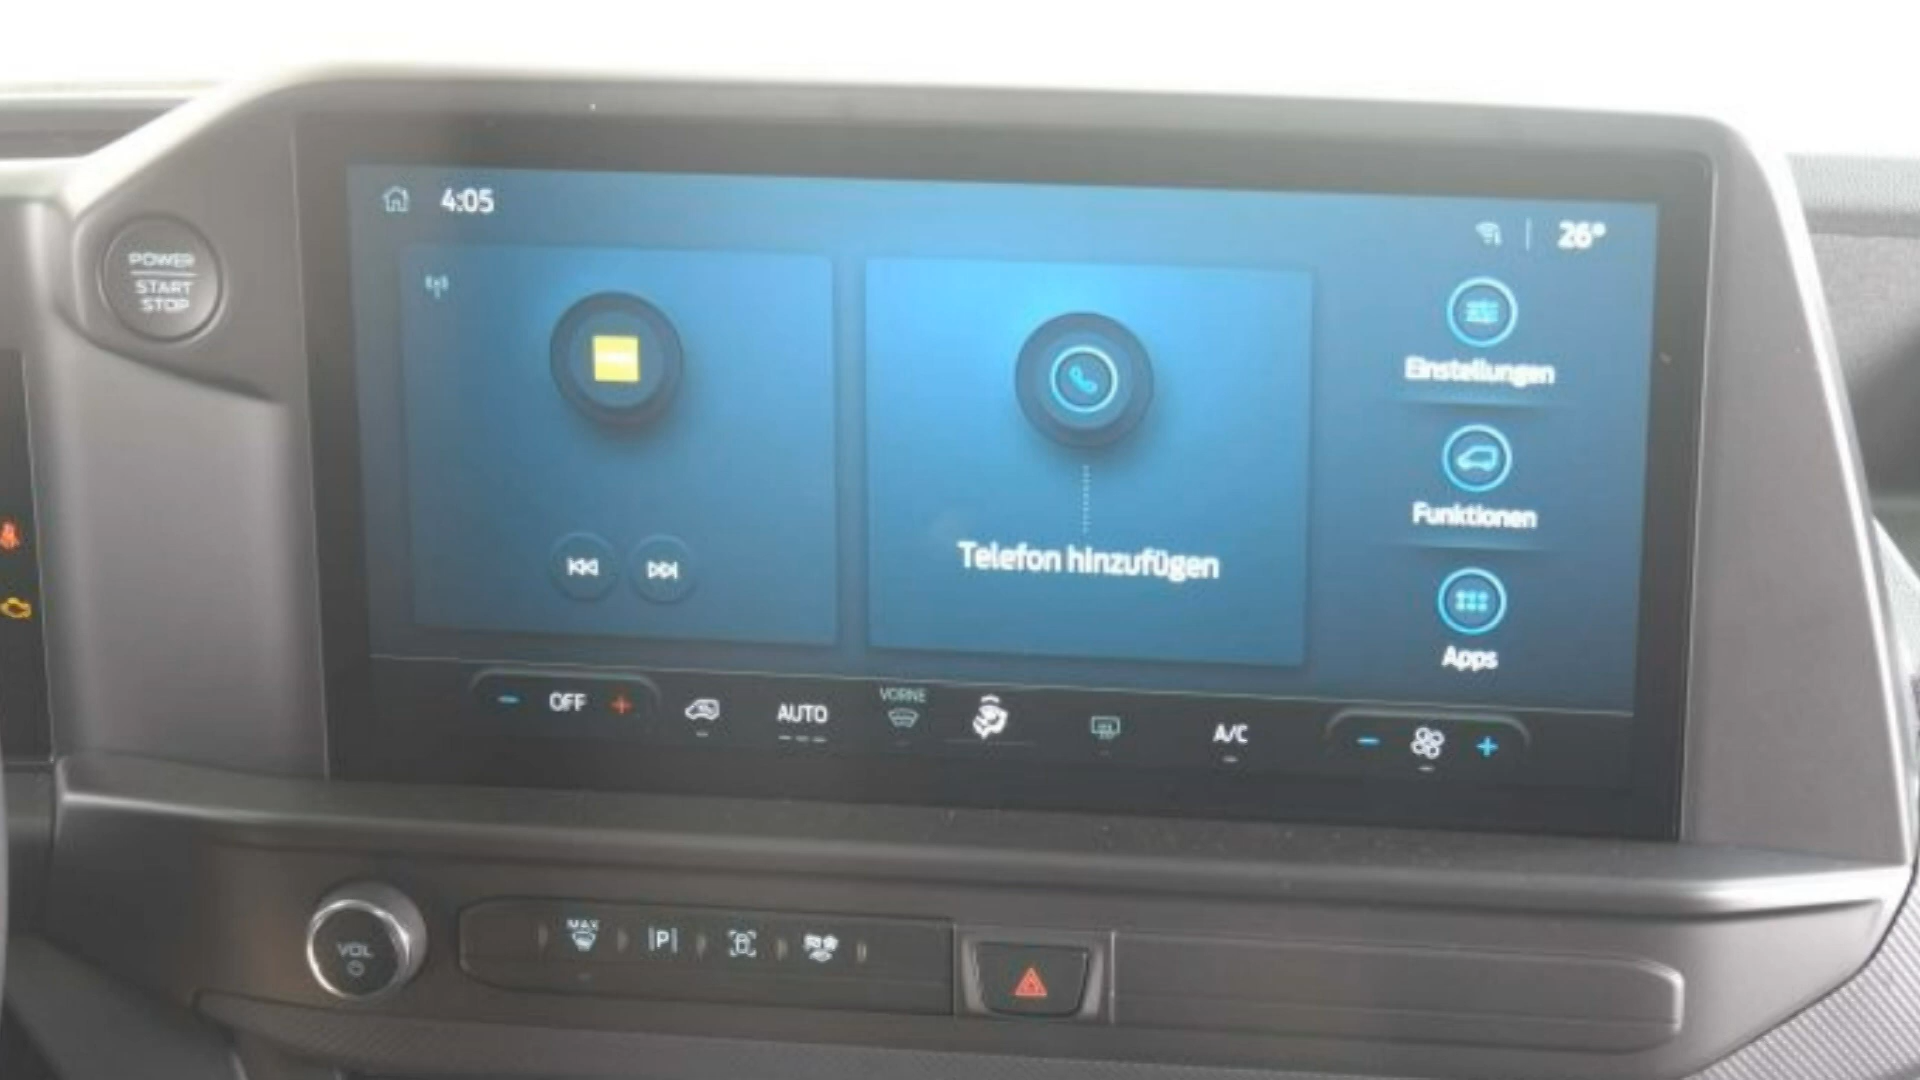 4:05
26°
POWER
START
STOP
Einstellungen
Funktionen
Telefon hinzufügen
Apps
- OFF +
AUTO
VORNE
A/C
- +
VOL
MAX
P